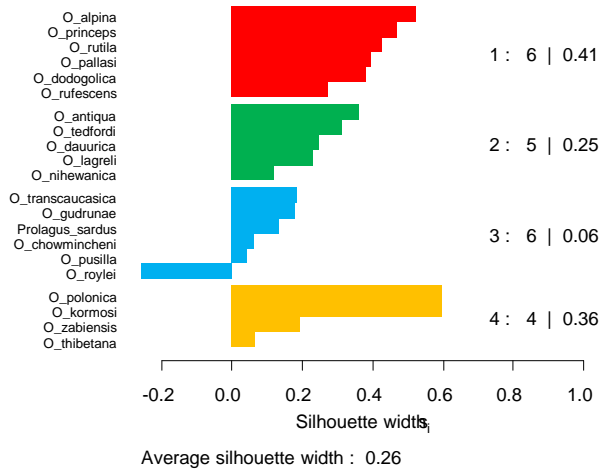 O_alpina
O_princeps
O_rutila
O_pallasi
O_dodogolica
O_rufescens
1 : 6 | 0.41
O_antiqua
O_tedfordi
O_dauurica
O_lagreli
O_nihewanica
2 : 5 | 0.25
O_transcaucasica
O_gudrunae
Prolagus_sardus
O_chowmincheni
O_pusilla
O_roylei
3 : 6 | 0.06
O_polonica
O_kormosi
O_zabiensis
O_thibetana
4 : 4 | 0.36
-0.2 0.0 0.2 0.4 0.6 0.8 1.0
Silhouette width si
Average silhouette width : 0.26